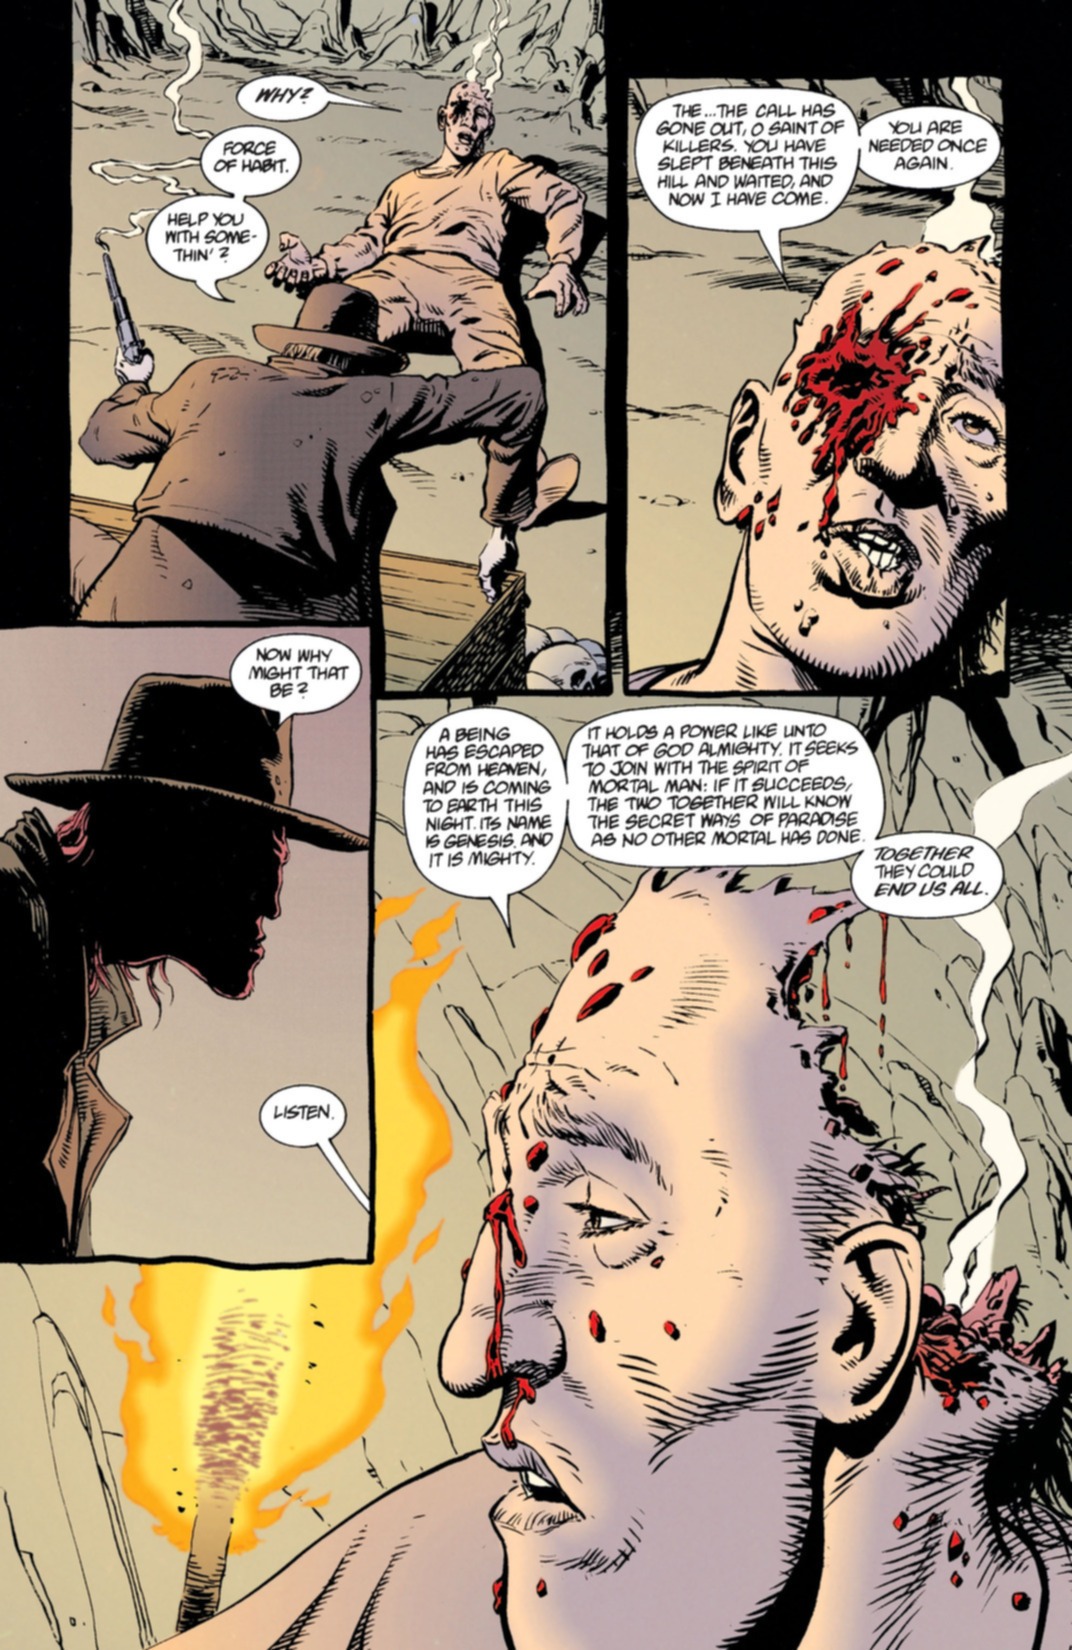 WHY?
FORCE
OF HABIT.
HELP YOU
WITH SOME-
THIN'?
THE...THE CALL HAS
GONE OUT, O SAINT OF
KILLERS. YOU HAVE
SLEPT BENEATH THIS
HILL AND WAITED, AND
NOW I HAVE COME.
YOU ARE
NEEDED ONCE
AGAIN.
NOW WHY
MIGHT THAT
BE?
LISTEN.
A BEING
HAS ESCAPED
FROM HEAVEN,
AND IS COMING
TO EARTH THIS
NIGHT. ITS NAME
IS GENESIS. AND
IT IS MIGHTY.
IT HOLDS A POWER LIKE UNTO
THAT OF GOD ALMIGHTY. IT SEEKS
TO JOIN WITH THE SPIRIT OF
MORTAL MAN: IF IT SUCCEEDS,
THE TWO TOGETHER WILL KNOW
THE SECRET WAYS OF PARADISE
AS NO OTHER MORTAL HAS DONE.
TOGETHER
THEY COULD
END US ALL.